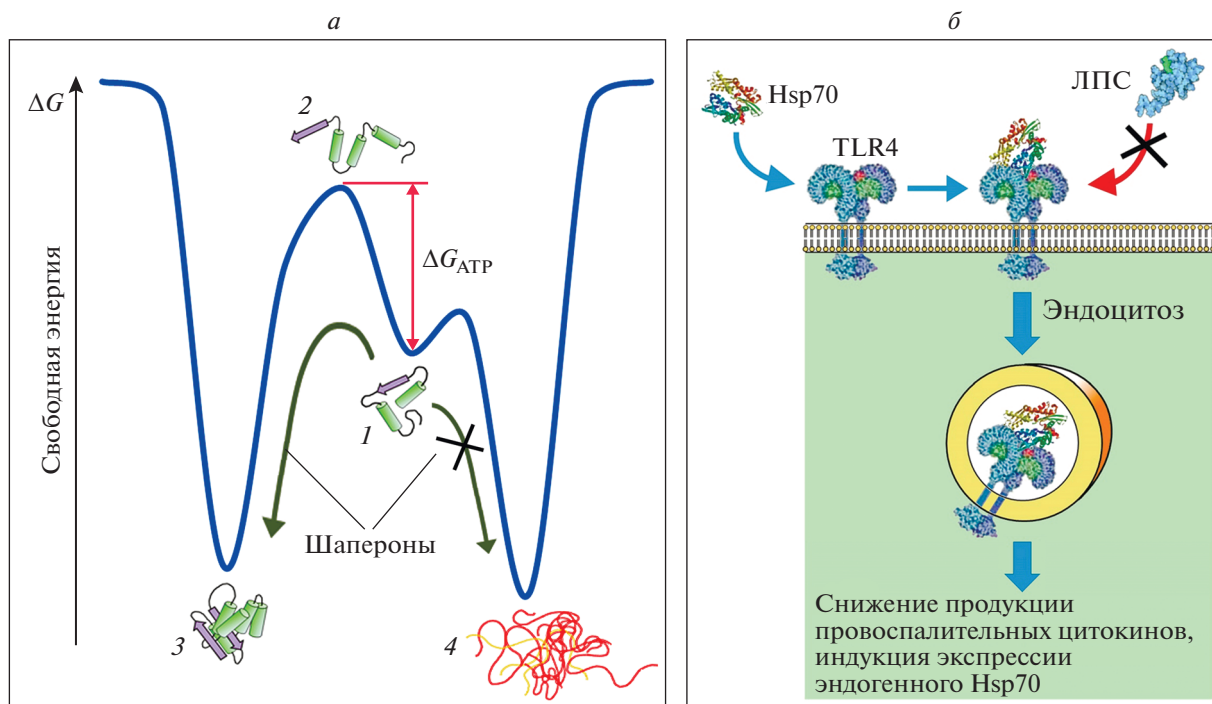 а
ΔG
Свободная энергия
2
ΔG_ATP
1
Шапероны
3
4
б
Hsp70
ЛПС
TLR4
Эндоцитоз
Снижение продукции
провоспалительных цитокинов,
индукция экспрессии
эндогенного Hsp70